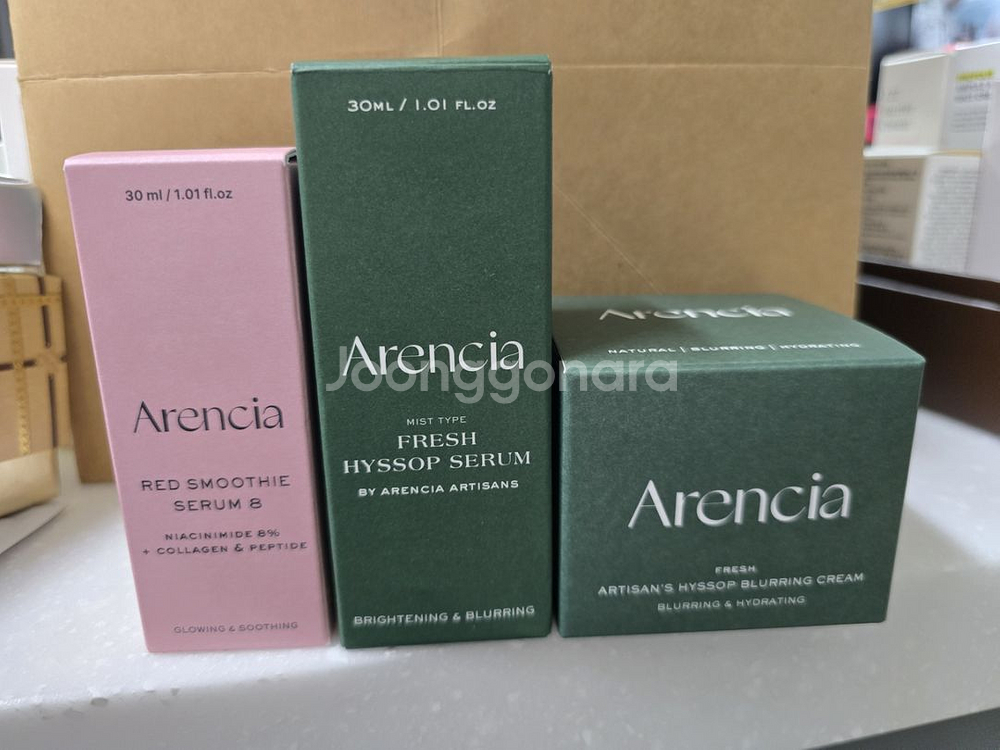 30 ml / 1.01 fl.oz
Arencia
RED SMOOTHIE
SERUM 8
NIACINIMIDE 8%
+ COLLAGEN & PEPTIDE
GLOWING & SOOTHING
30ML / 1.01 FL.OZ
Arencia
MIST TYPE
FRESH
HYSSOP SERUM
BY ARENCIA ARTISANS
BRIGHTENING & BLURRING
Arencia
NATURAL | BLURRING | HYDRATING
Arencia
FRESH
ARTISAN'S HYSSOP BLURRING CREAM
BLURRING & HYDRATING
Joonggonara